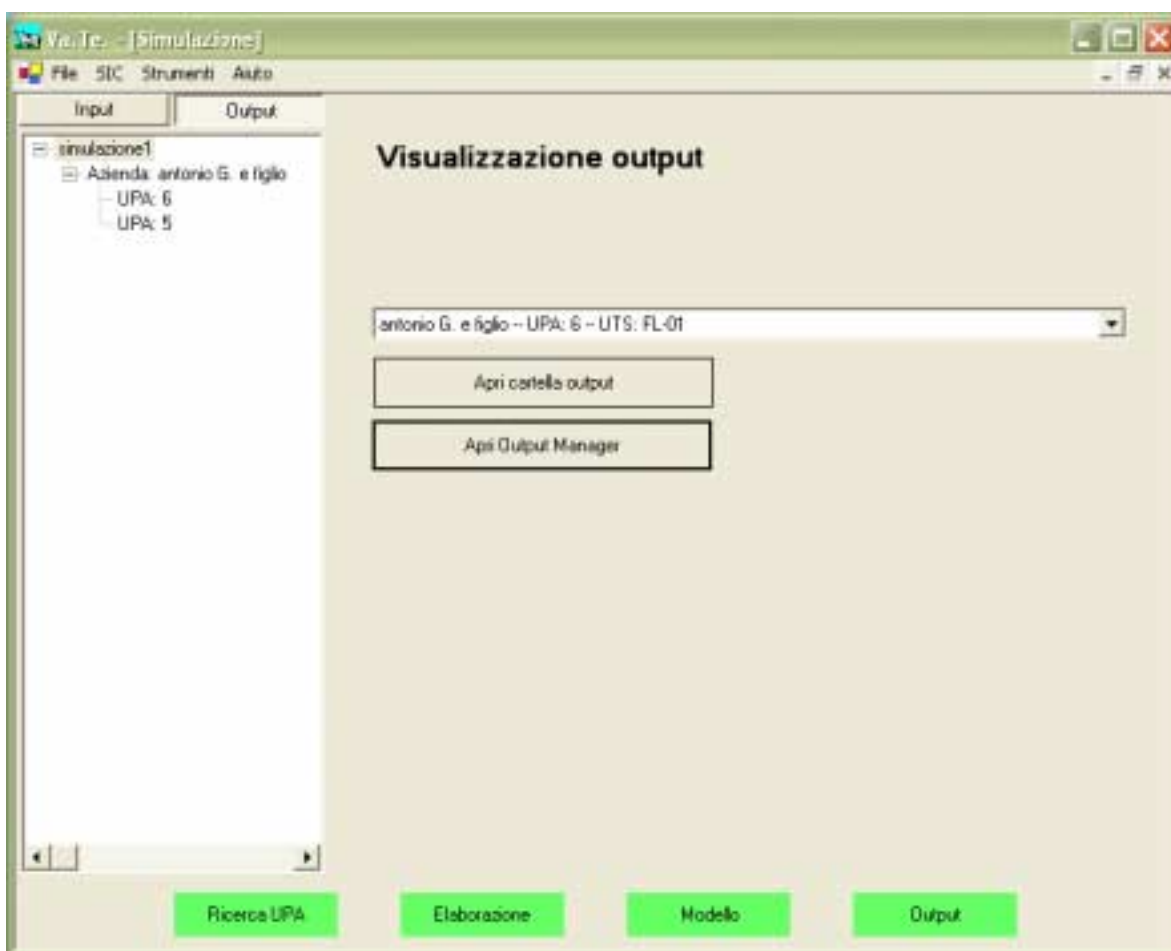 Va.Te. - [Simulazione]
File SIC Strumenti Aiuto
Input Output
simulazione1
Azienda: antonio G. e figlio
UPA: 6
UPA: 5
Visualizzazione output
antonio G. e figlio -- UPA: 6 -- UTS: FL-01
Apri cartella output
Apri Output Manager
Ricerca UPA Elaborazione Modello Output